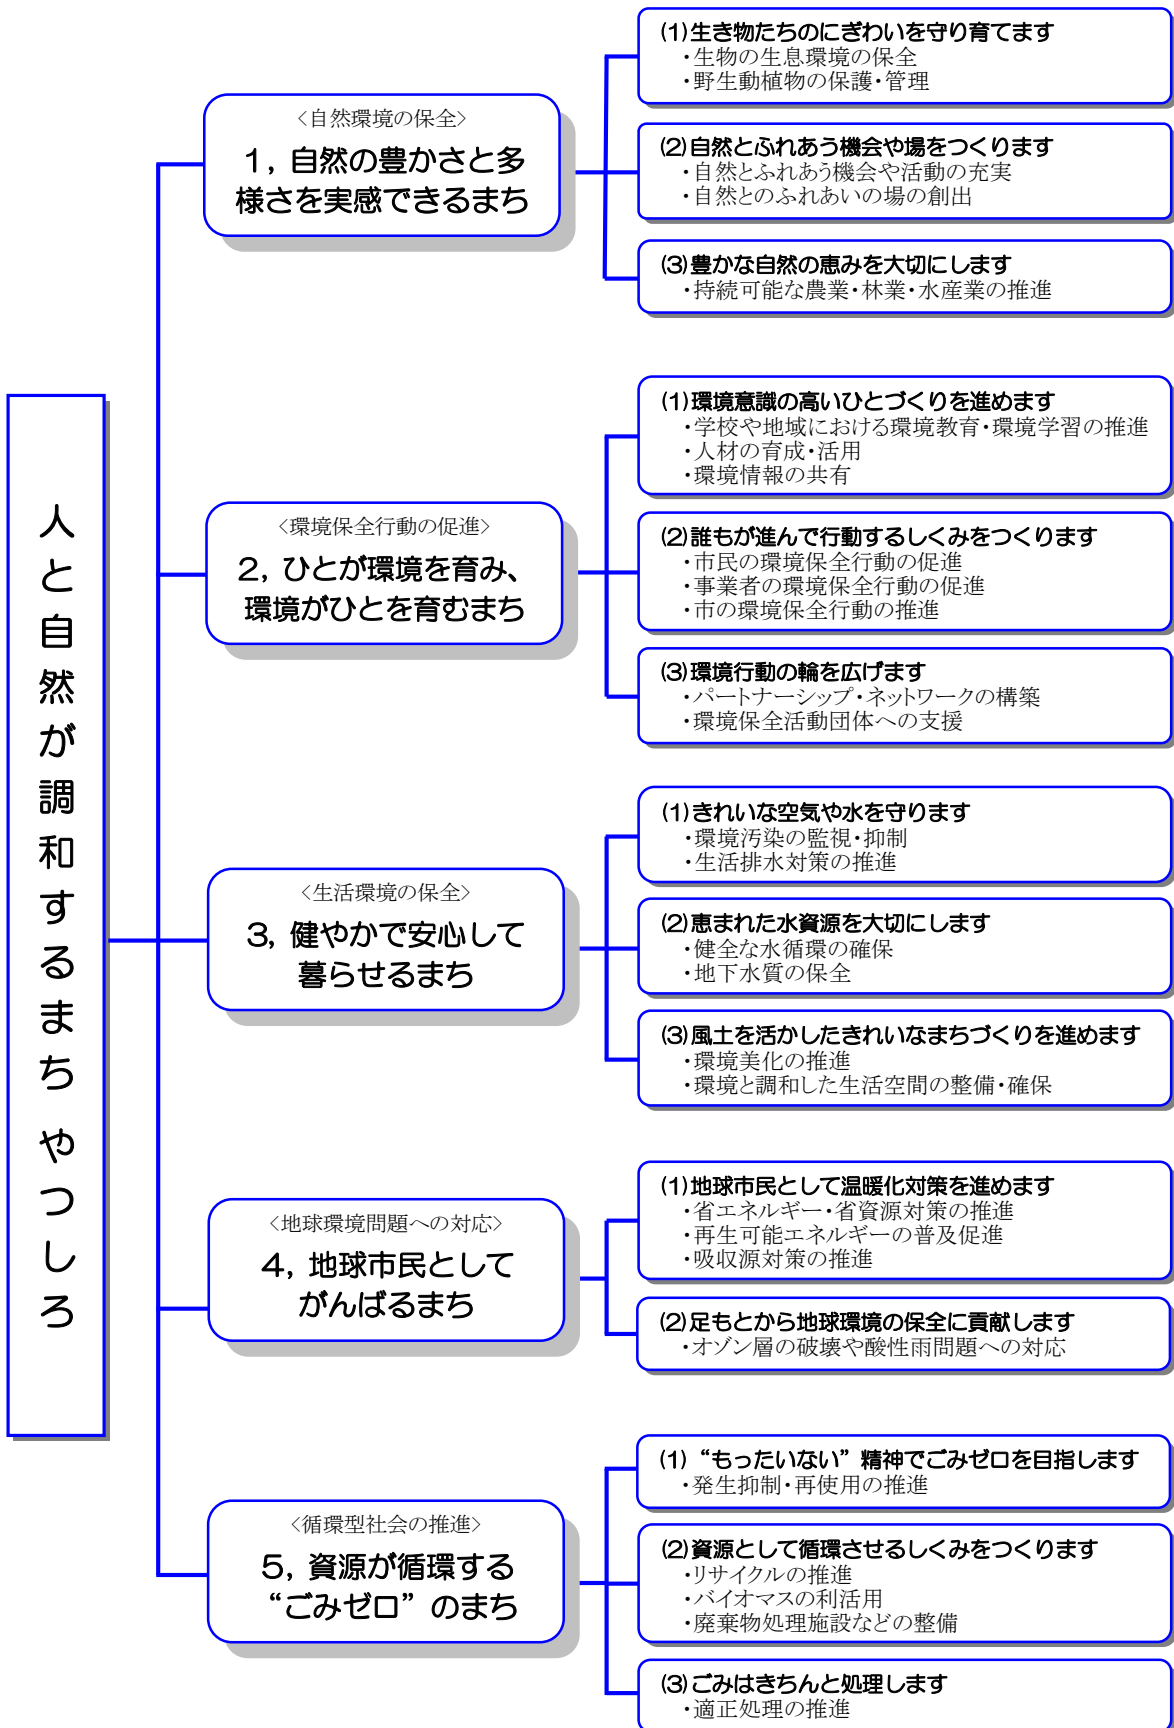 人と自然が調和するまち やつしろ
〈自然環境の保全〉
1, 自然の豊かさと多
様さを実感できるまち
(1)生き物たちのにぎわいを守り育てます
・生物の生息環境の保全
・野生動植物の保護・管理
(2)自然とふれあう機会や場をつくります
・自然とふれあう機会や活動の充実
・自然とのふれあいの場の創出
(3)豊かな自然の恵みを大切にします
・持続可能な農業・林業・水産業の推進
〈環境保全行動の促進〉
2, ひとが環境を育み、
環境がひとを育むまち
(1)環境意識の高いひとづくりを進めます
・学校や地域における環境教育・環境学習の推進
・人材の育成・活用
・環境情報の共有
(2)誰もが進んで行動するしくみをつくります
・市民の環境保全行動の促進
・事業者の環境保全行動の促進
・市の環境保全行動の推進
(3)環境行動の輪を広げます
・パートナーシップ・ネットワークの構築
・環境保全活動団体への支援
〈生活環境の保全〉
3, 健やかで安心して
暮らせるまち
(1)きれいな空気や水を守ります
・環境汚染の監視・抑制
・生活排水対策の推進
(2)恵まれた水資源を大切にします
・健全な水循環の確保
・地下水質の保全
(3)風土を活かしたきれいなまちづくりを進めます
・環境美化の推進
・環境と調和した生活空間の整備・確保
〈地球環境問題への対応〉
4, 地球市民として
がんばるまち
(1)地球市民として温暖化対策を進めます
・省エネルギー・省資源対策の推進
・再生可能エネルギーの普及促進
・吸収源対策の推進
(2)足もとから地球環境の保全に貢献します
・オゾン層の破壊や酸性雨問題への対応
〈循環型社会の推進〉
5, 資源が循環する
“ごみゼロ”のまち
(1)“もったいない”精神でごみゼロを目指します
・発生抑制・再使用の推進
(2)資源として循環させるしくみをつくります
・リサイクルの推進
・バイオマスの利活用
・廃棄物処理施設などの整備
(3)ごみはきちんと処理します
・適正処理の推進